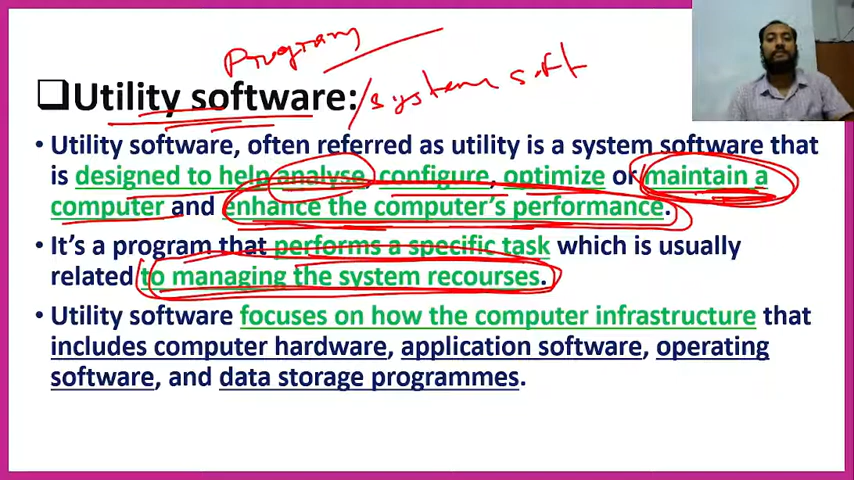 Program
❑Utility software: /system soft
• Utility software, often referred as utility is a system software that
is designed to help analyse, configure, optimize or maintain a
computer and enhance the computer's performance.
• It's a program that performs a specific task which is usually
related to managing the system recourses.
• Utility software focuses on how the computer infrastructure that
includes computer hardware, application software, operating
software, and data storage programmes.